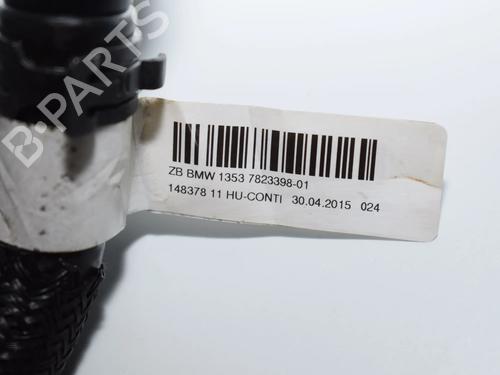 B-PARTS
ZB BMW 1353 7823398-01
148378 11 HU-CONTI 30.04.2015 024